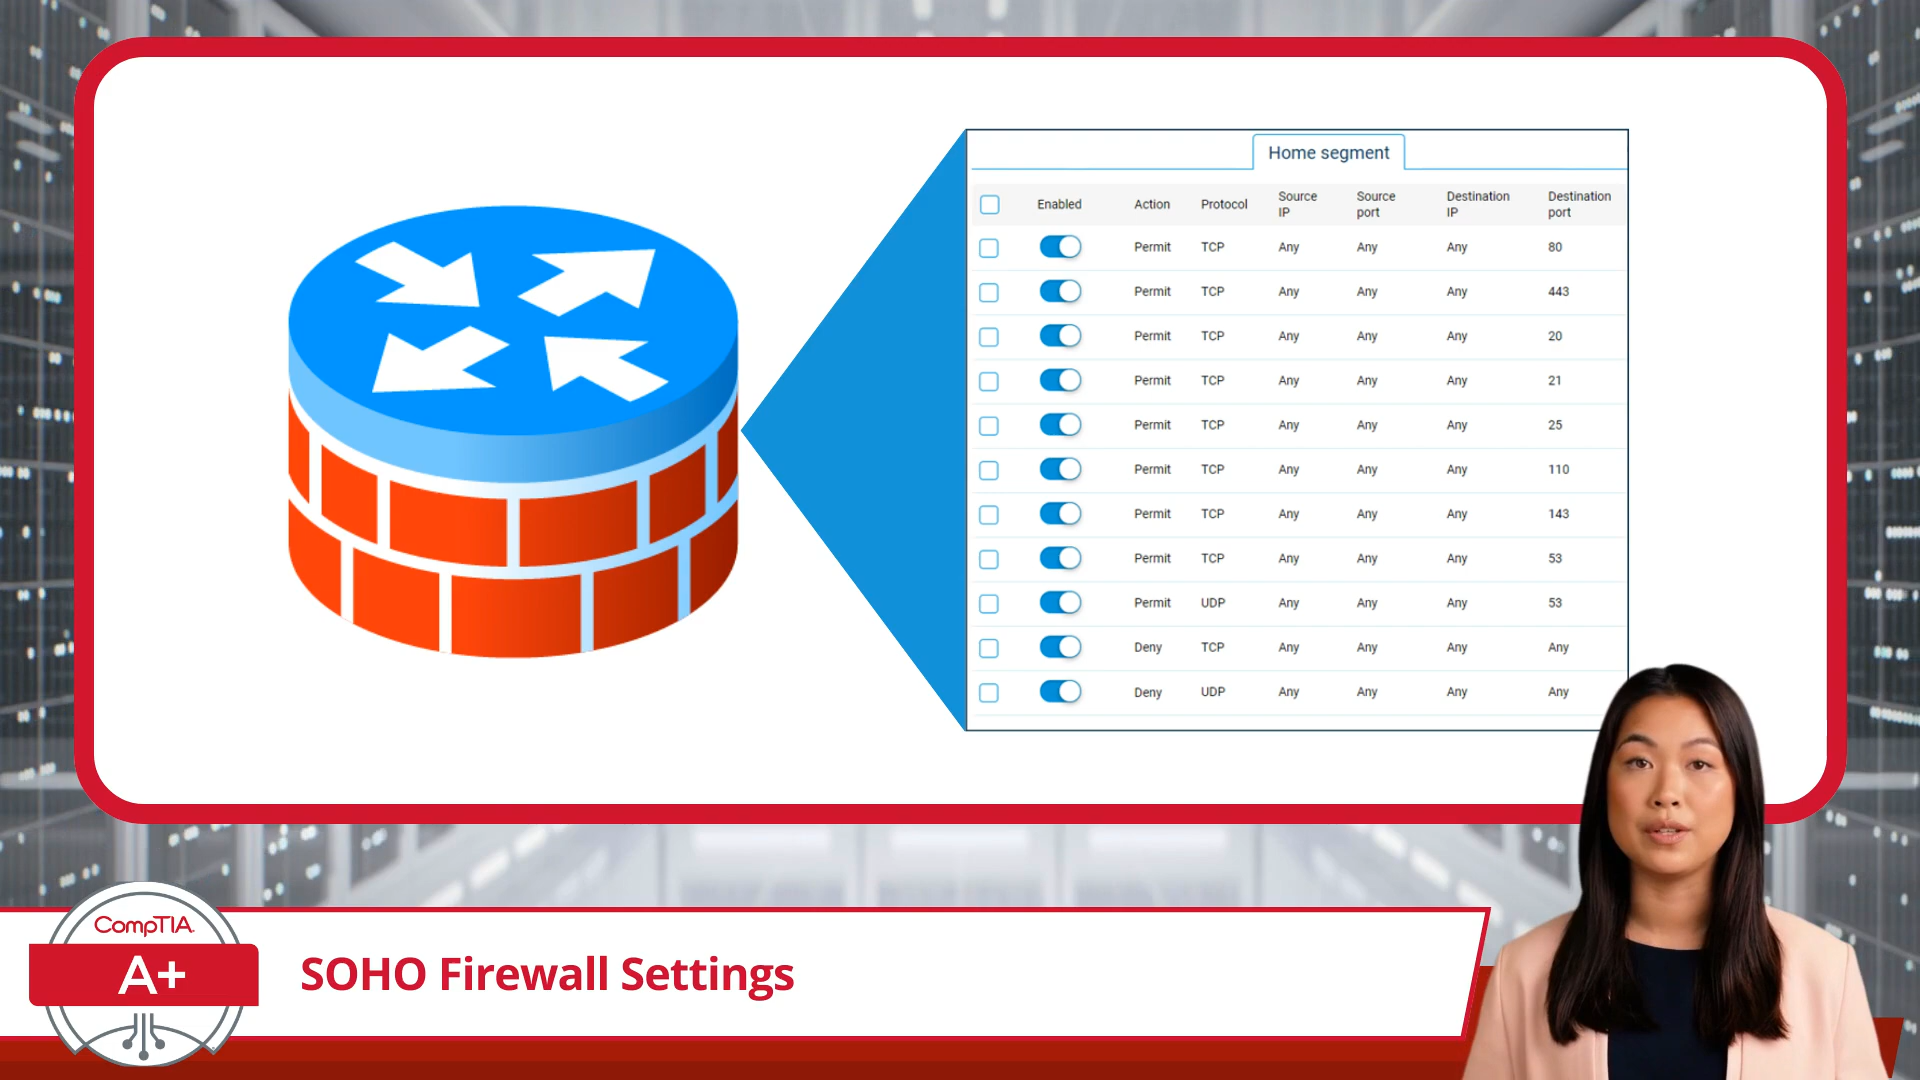 Home segment
Enabled Action Protocol Source IP Source port Destination IP Destination port
Permit TCP Any Any Any 80
Permit TCP Any Any Any 443
Permit TCP Any Any Any 20
Permit TCP Any Any Any 21
Permit TCP Any Any Any 25
Permit TCP Any Any Any 110
Permit TCP Any Any Any 143
Permit TCP Any Any Any 53
Permit UDP Any Any Any 53
Deny TCP Any Any Any Any
Deny UDP Any Any Any Any
CompTIA.
A+
SOHO Firewall Settings